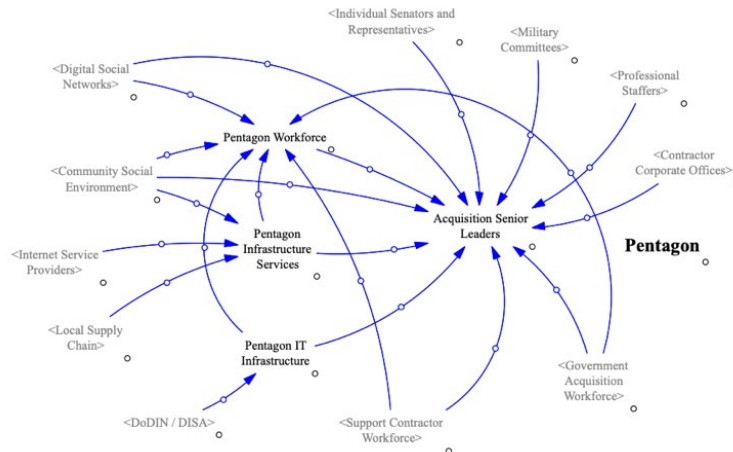 <Individual Senators and
Representatives>
<Military
Committees>
<Digital Social
Networks>
<Professional
Staffers>
Pentagon Workforce
<Community Social
Environment>
<Contractor
Corporate Offices>
Acquisition Senior
Leaders
Pentagon
Infrastructure
Services
Pentagon
<Internet Service
Providers>
<Local Supply
Chain>
Pentagon IT
Infrastructure
<Government
Acquisition
Workforce>
<DoDIN / DISA>
<Support Contractor
Workforce>